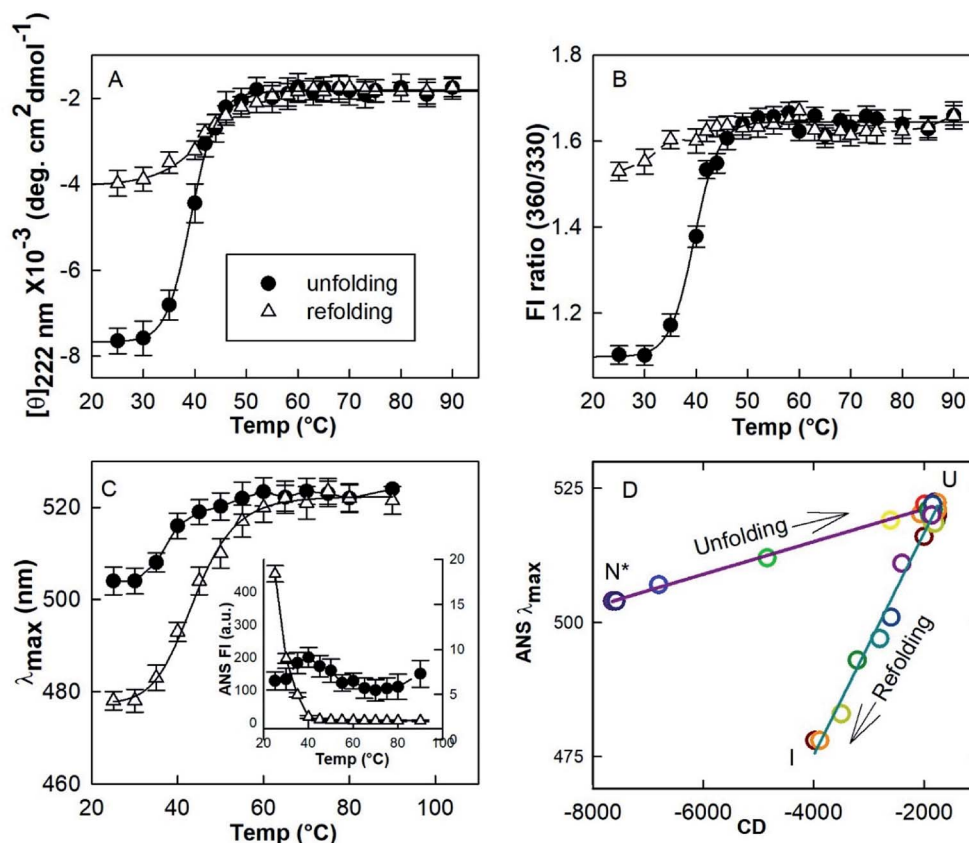 A
[θ]222 nm X10-3 (deg. cm2dmol-1)
-2
-4
-6
-8
unfolding
refolding
20 30 40 50 60 70 80 90
Temp (°C)
B
FI ratio (360/330)
1.8
1.6
1.4
1.2
20 30 40 50 60 70 80 90
Temp (°C)
C
λmax (nm)
520
500
480
460
20 40 60 80 100
Temp (°C)
ANS FI (a.u.)
400
300
200
100
0
20
15
10
5
0
20 40 60 80 100
Temp (°C)
D
ANS λmax
525
500
475
U
Unfolding
N*
Refolding
I
-8000 -6000 -4000 -2000
CD